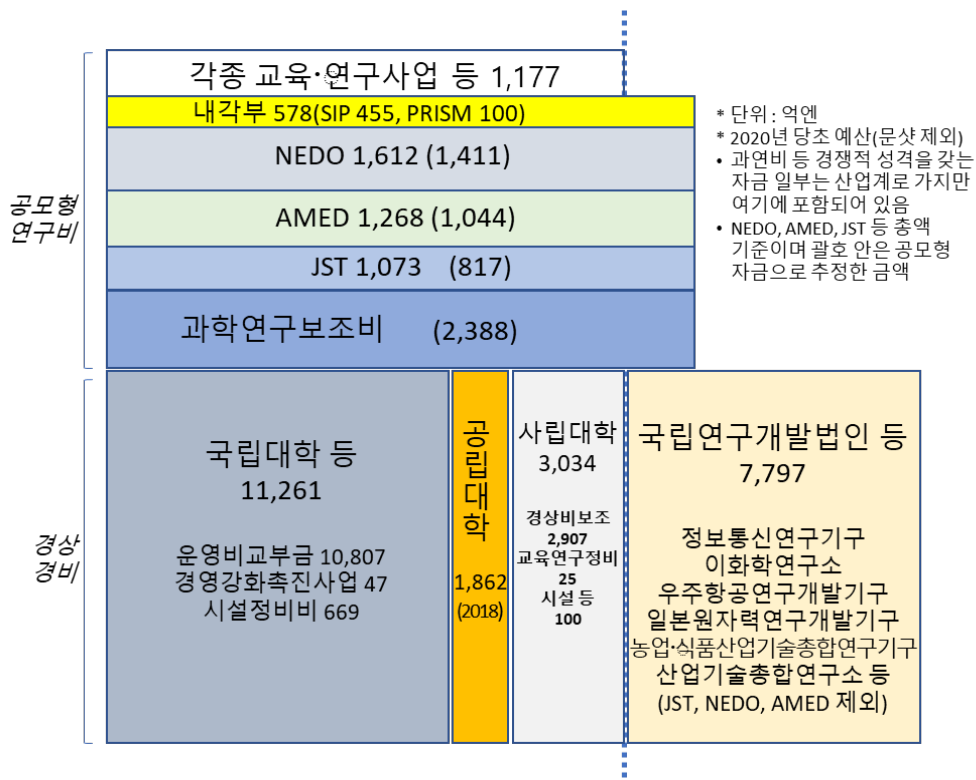 각종 교육·연구사업 등 1,177
내각부 578(SIP 455, PRISM 100)
NEDO 1,612 (1,411)
AMED 1,268 (1,044)
JST 1,073 (817)
과학연구보조비 (2,388)
공모형
연구비
* 단위 : 억엔
* 2020년 당초 예산(문샷 제외)
• 과연비 등 경쟁적 성격을 갖는
자금 일부는 산업계로 가지만
여기에 포함되어 있음
• NEDO, AMED, JST 등 총액
기준이며 괄호 안은 공모형
자금으로 추정한 금액
경상
경비
국립대학 등
11,261
운영비교부금 10,807
경영강화촉진사업 47
시설정비비 669
공립대학
1,862
(2018)
사립대학
3,034
경상비보조
2,907
교육연구정비
25
시설 등
100
국립연구개발법인 등
7,797
정보통신연구기구
이화학연구소
우주항공연구개발기구
일본원자력연구개발기구
농업·식품산업기술총합연구기구
산업기술총합연구소 등
(JST, NEDO, AMED 제외)